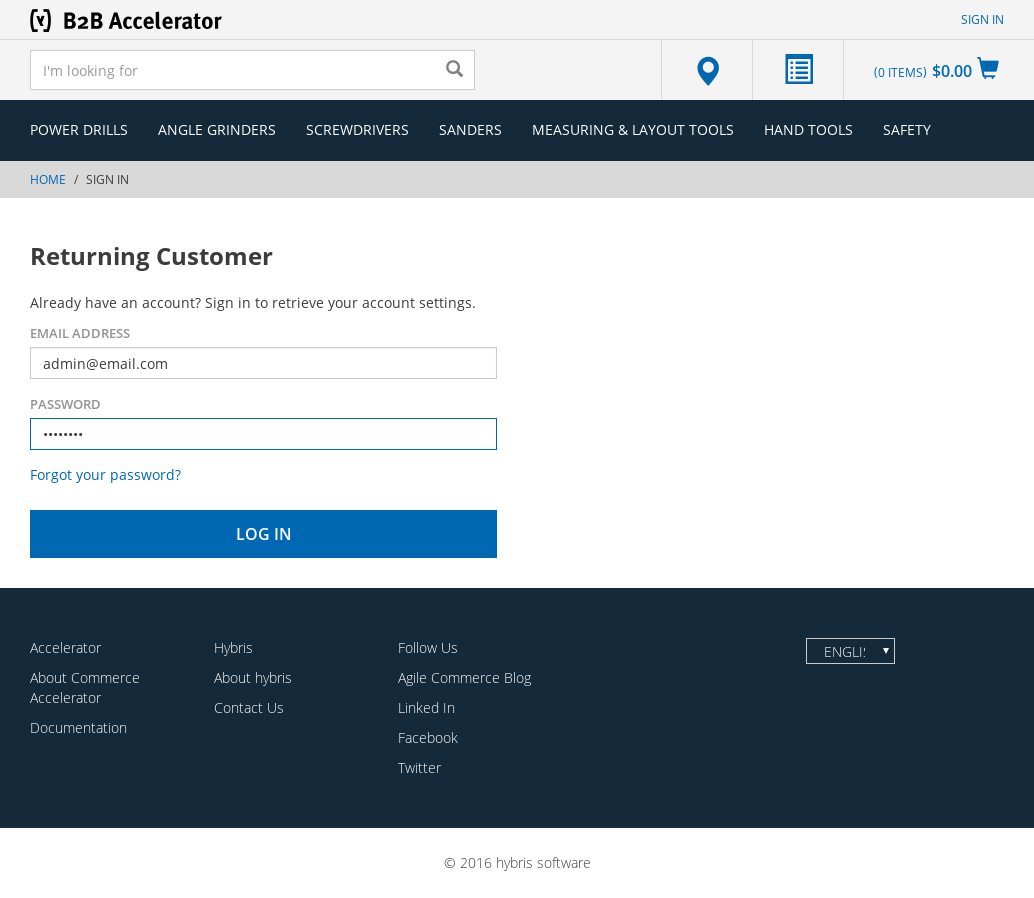 B2B Accelerator
SIGN IN
I'm looking for
(0 ITEMS) $0.00
POWER DRILLS ANGLE GRINDERS SCREWDRIVERS SANDERS MEASURING & LAYOUT TOOLS HAND TOOLS SAFETY
HOME / SIGN IN
Returning Customer
Already have an account? Sign in to retrieve your account settings.
EMAIL ADDRESS
admin@email.com
PASSWORD
••••••••
Forgot your password?
LOG IN
Accelerator
About Commerce
Accelerator
Documentation
Hybris
About hybris
Contact Us
Follow Us
Agile Commerce Blog
Linked In
Facebook
Twitter
ENGLIS
© 2016 hybris software